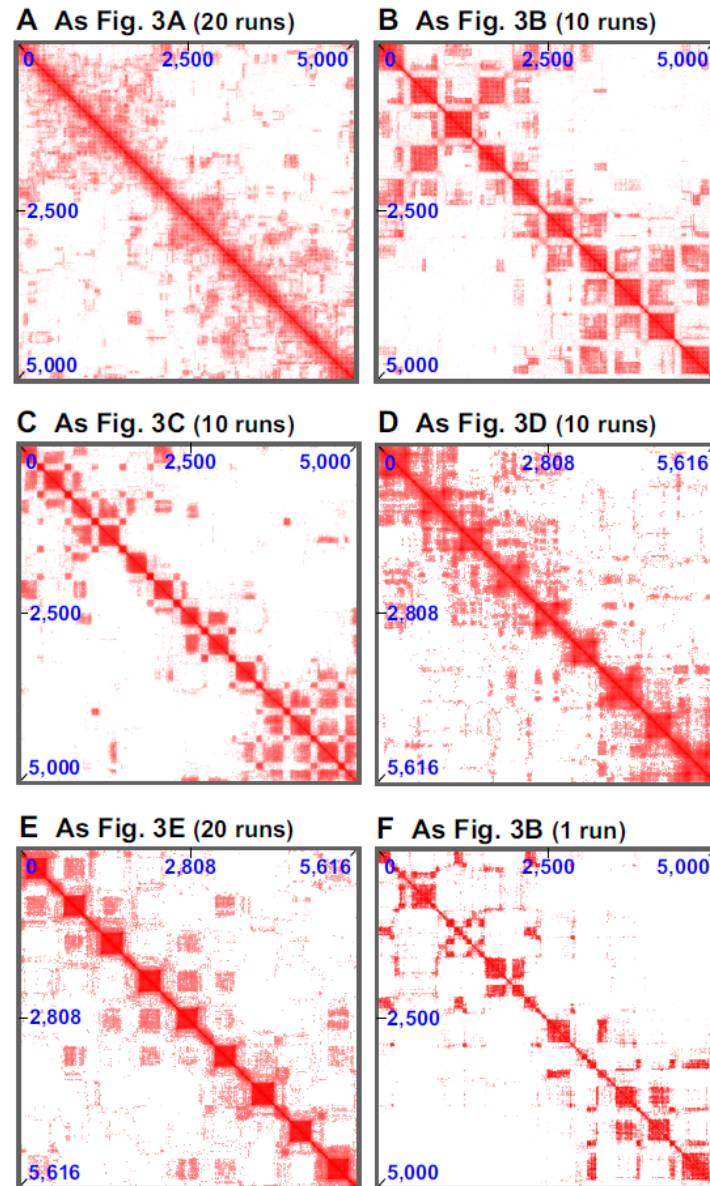 A As Fig. 3A (20 runs)
B As Fig. 3B (10 runs)
0 2,500 5,000
0 2,500 5,000
2,500
2,500
5,000
5,000
C As Fig. 3C (10 runs)
D As Fig. 3D (10 runs)
0 2,500 5,000
0 2,808 5,616
2,500
2,808
5,000
5,616
E As Fig. 3E (20 runs)
F As Fig. 3B (1 run)
0 2,808 5,616
0 2,500 5,000
2,808
2,500
5,616
5,000